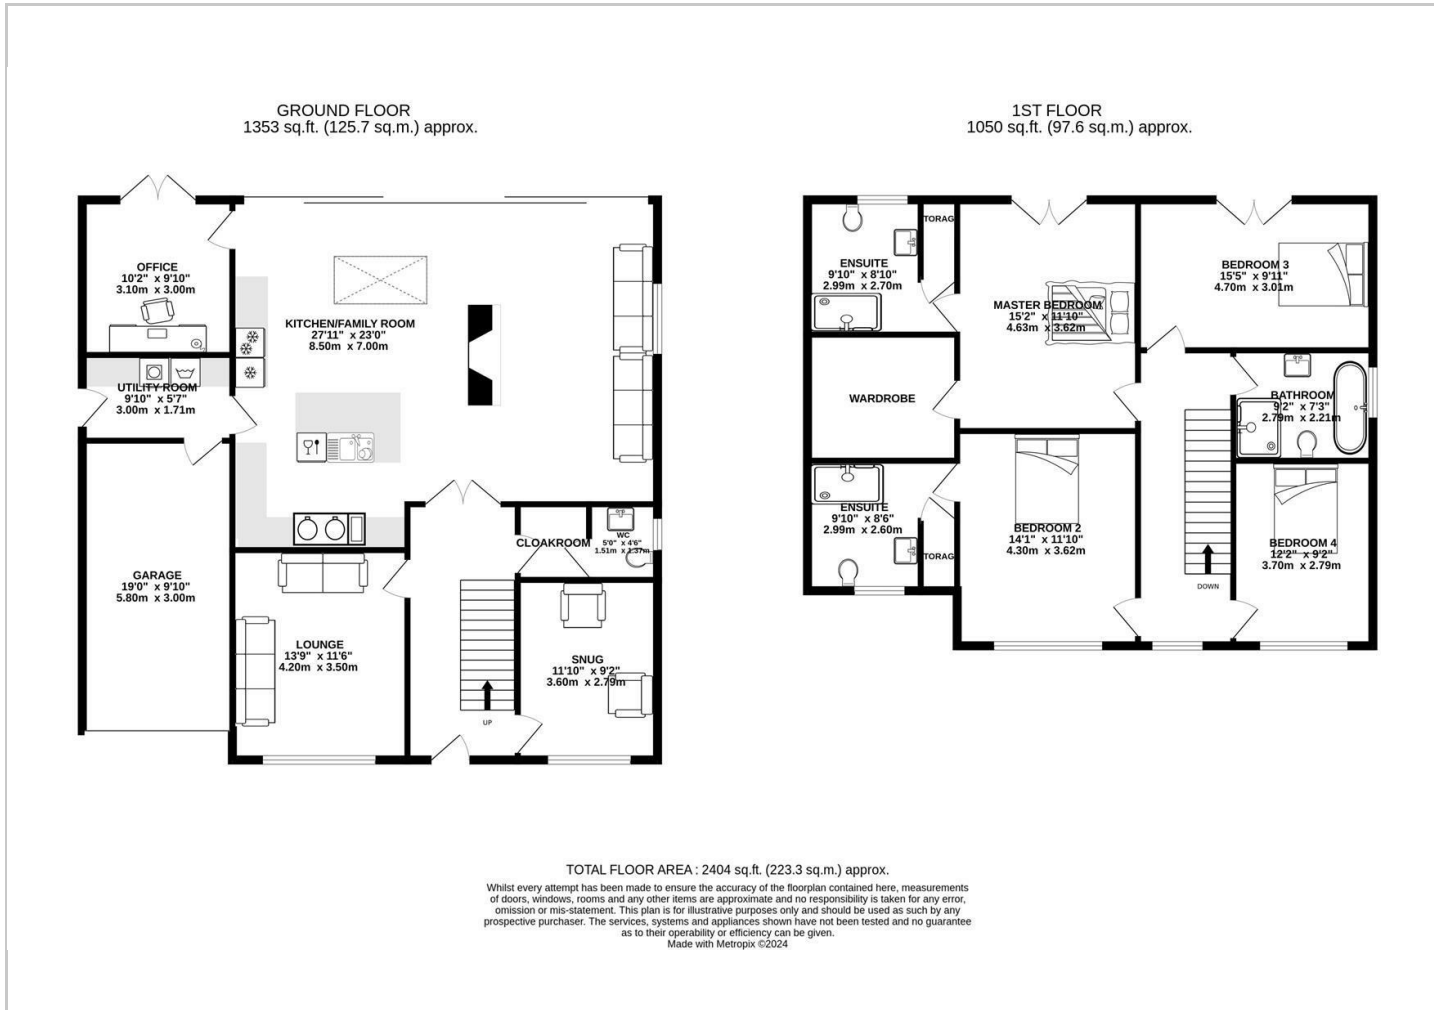 GROUND FLOOR
1353 sq.ft. (125.7 sq.m.) approx.
OFFICE
10'2" x 9'10"
3.10m x 3.00m
KITCHEN/FAMILY ROOM
27'11" x 23'0"
8.50m x 7.00m
UTILITY ROOM
9'10" x 5'7"
3.00m x 1.71m
CLOAKROOM
WC
5'0" x 4'6"
1.51m x 1.37m
GARAGE
19'0" x 9'10"
5.80m x 3.00m
LOUNGE
13'9" x 11'6"
4.20m x 3.50m
SNUG
11'10" x 9'2"
3.60m x 2.79m
UP
1ST FLOOR
1050 sq.ft. (97.6 sq.m.) approx.
TORAG
ENSUITE
9'10" x 8'10"
2.99m x 2.70m
MASTER BEDROOM
15'2" x 11'10"
4.63m x 3.62m
BEDROOM 3
15'5" x 9'11"
4.70m x 3.01m
WARDROBE
BATHROOM
9'2" x 7'3"
2.79m x 2.21m
ENSUITE
9'10" x 8'6"
2.99m x 2.60m
TORAG
BEDROOM 2
14'1" x 11'10"
4.30m x 3.62m
DOWN
BEDROOM 4
12'2" x 9'2"
3.70m x 2.79m
TOTAL FLOOR AREA : 2404 sq.ft. (223.3 sq.m.) approx.
Whilst every attempt has been made to ensure the accuracy of the floorplan contained here, measurements
of doors, windows, rooms and any other items are approximate and no responsibility is taken for any error,
omission or mis-statement. This plan is for illustrative purposes only and should be used as such by any
prospective purchaser. The services, systems and appliances shown have not been tested and no guarantee
as to their operability or efficiency can be given.
Made with Metropix ©2024